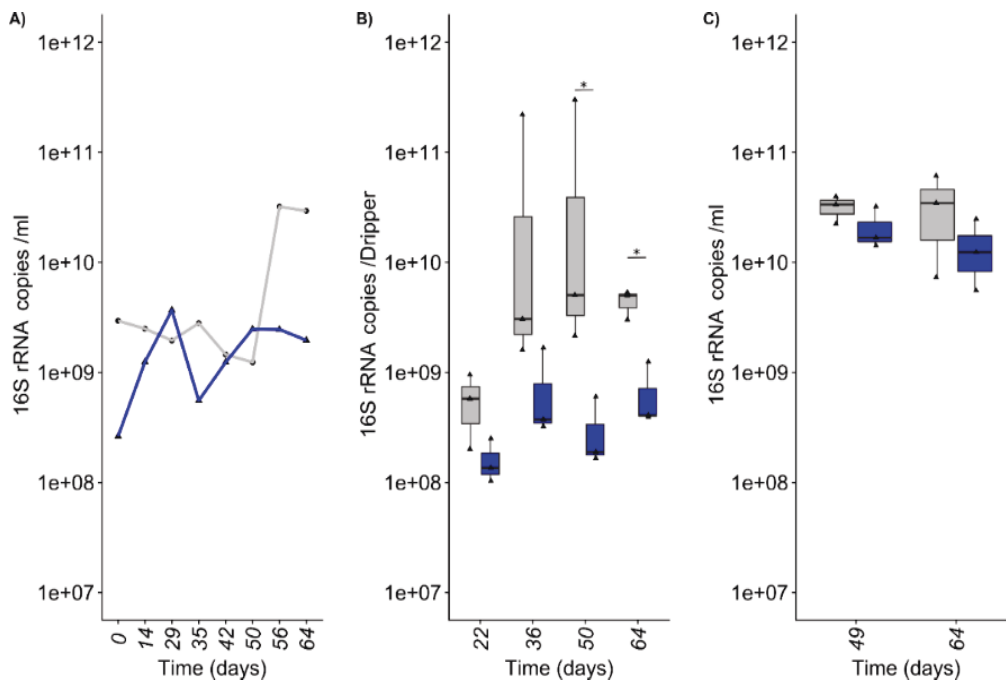 A)
16S rRNA copies /ml
1e+12
1e+11
1e+10
1e+09
1e+08
1e+07
0 14 29 35 42 50 56 64
Time (days)
B)
16S rRNA copies /Dripper
1e+12
1e+11
1e+10
1e+09
1e+08
1e+07
* 
*
22 36 50 64
Time (days)
C)
16S rRNA copies /ml
1e+12
1e+11
1e+10
1e+09
1e+08
1e+07
49 64
Time (days)